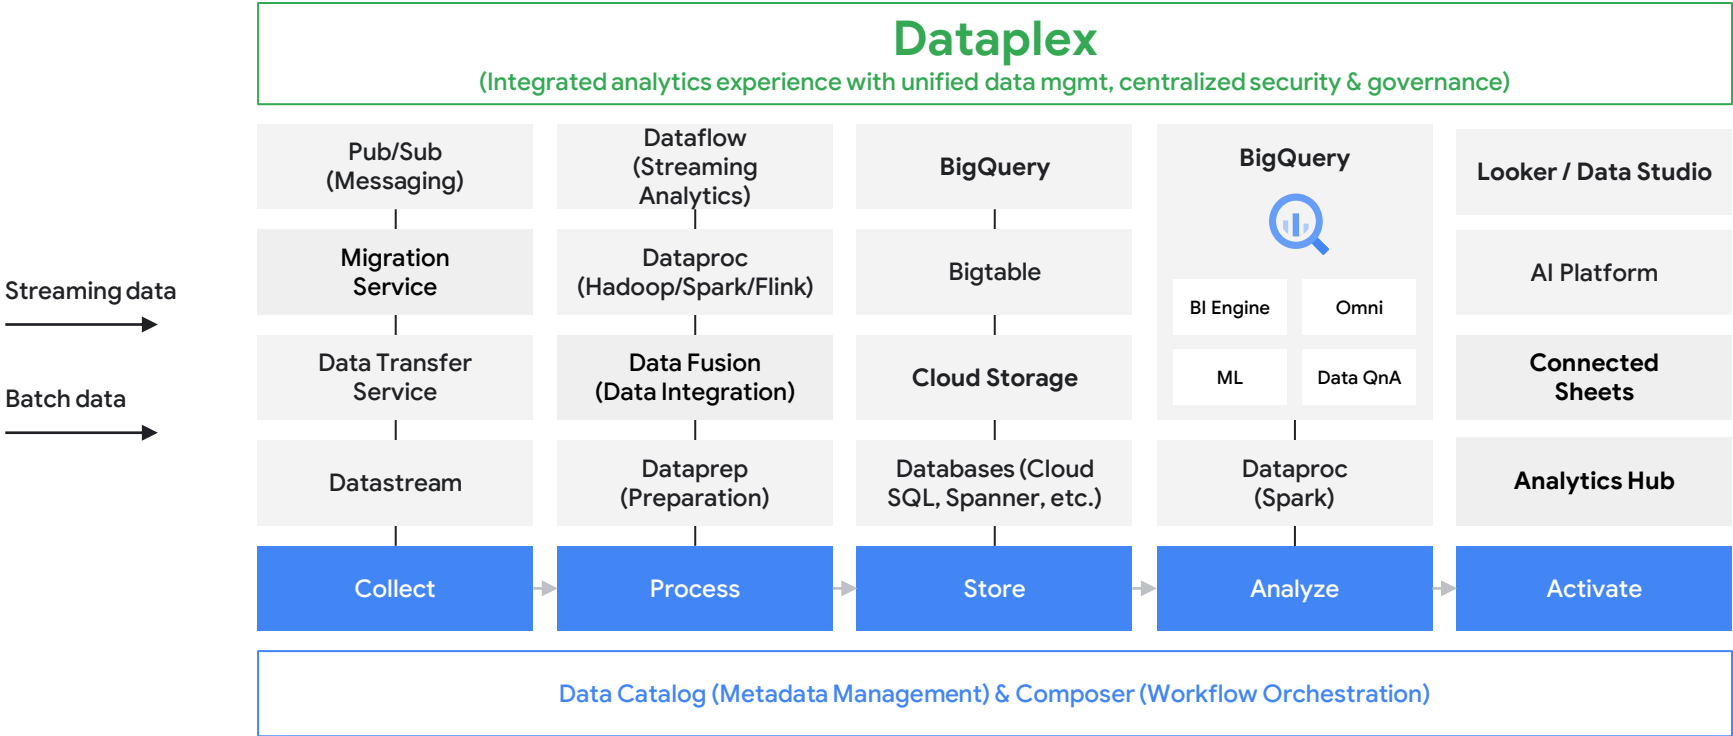 Dataplex
(Integrated analytics experience with unified data mgmt, centralized security & governance)
Streaming data
Batch data
Pub/Sub
(Messaging)
Migration
Service
Data Transfer
Service
Datastream
Collect
Dataflow
(Streaming
Analytics)
Dataproc
(Hadoop/Spark/Flink)
Data Fusion
(Data Integration)
Dataprep
(Preparation)
Process
BigQuery
Bigtable
Cloud Storage
Databases (Cloud
SQL, Spanner, etc.)
Store
BigQuery
BI Engine
Omni
ML
Data QnA
Dataproc
(Spark)
Analyze
Looker / Data Studio
AI Platform
Connected
Sheets
Analytics Hub
Activate
Data Catalog (Metadata Management) & Composer (Workflow Orchestration)